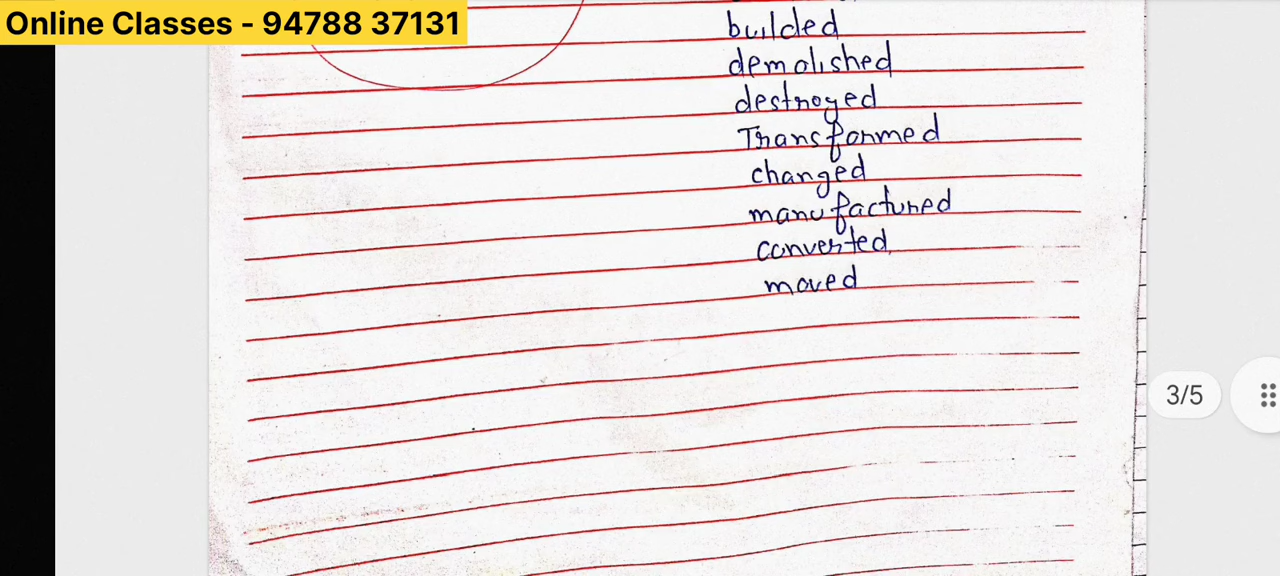 Online Classes - 94788 37131
builded
demolished
destroyed
Transformed
changed
manufactured
converted
moved
3/5